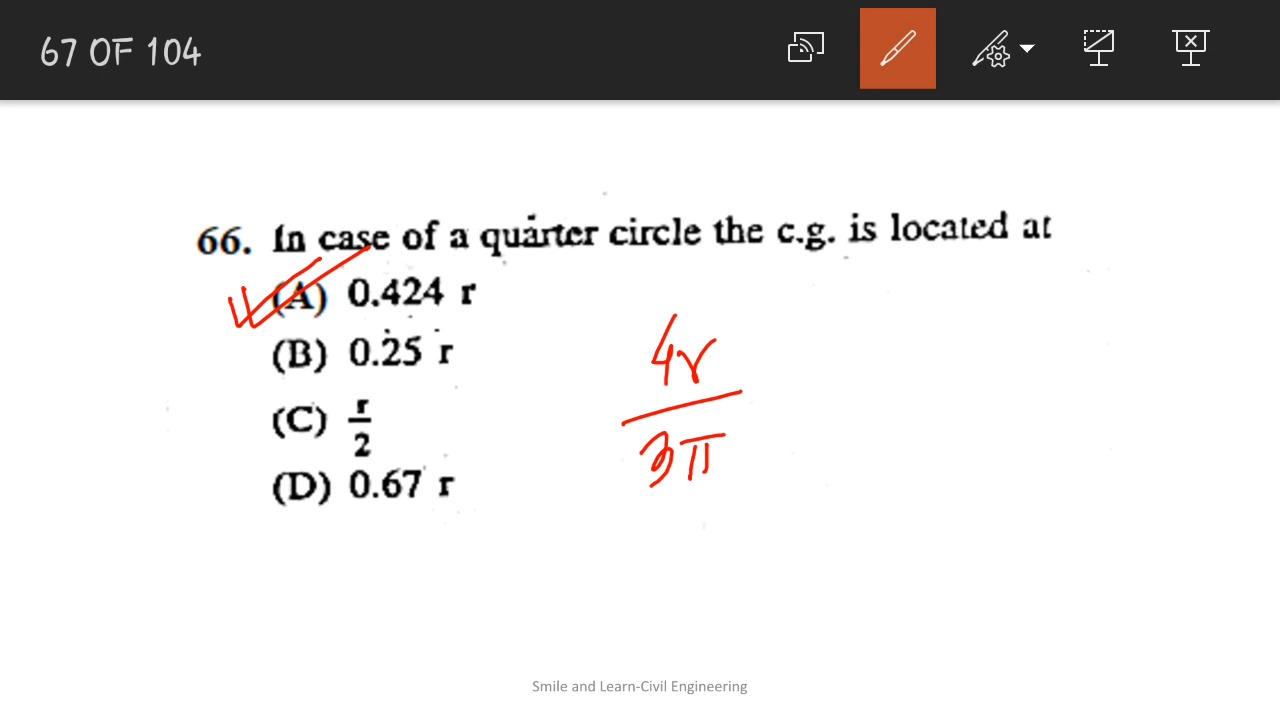 67 OF 104
66. In case of a quarter circle the c.g. is located at
(A) 0.424 r
(B) 0.25 r
(C) r/2
(D) 0.67 r
4r
3π
Smile and Learn-Civil Engineering